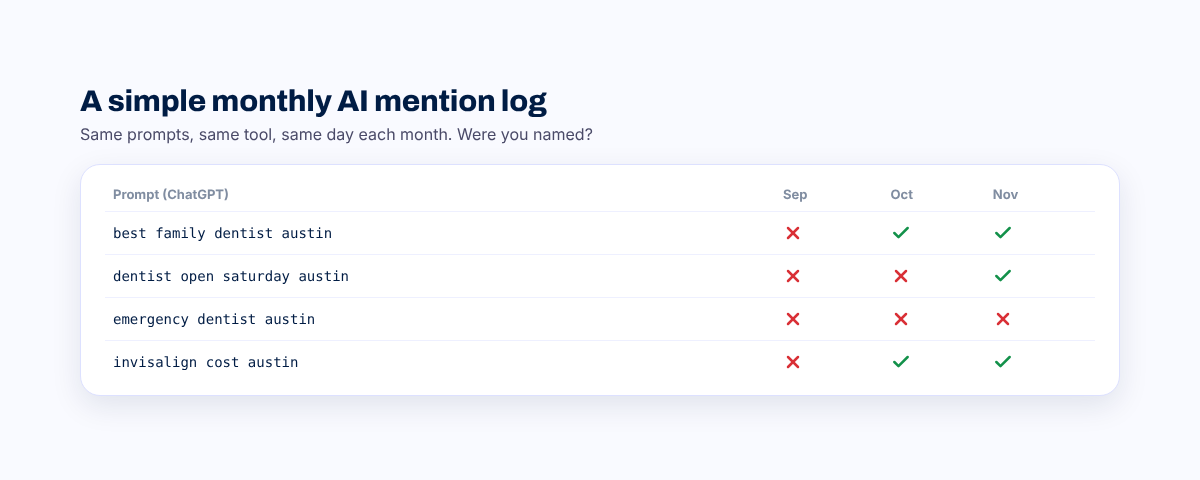 A simple monthly AI mention log
Same prompts, same tool, same day each month. Were you named?
Prompt (ChatGPT) Sep Oct Nov
best family dentist austin ✗ ✓ ✓
dentist open saturday austin ✗ ✗ ✓
emergency dentist austin ✗ ✗ ✗
invisalign cost austin ✗ ✓ ✓